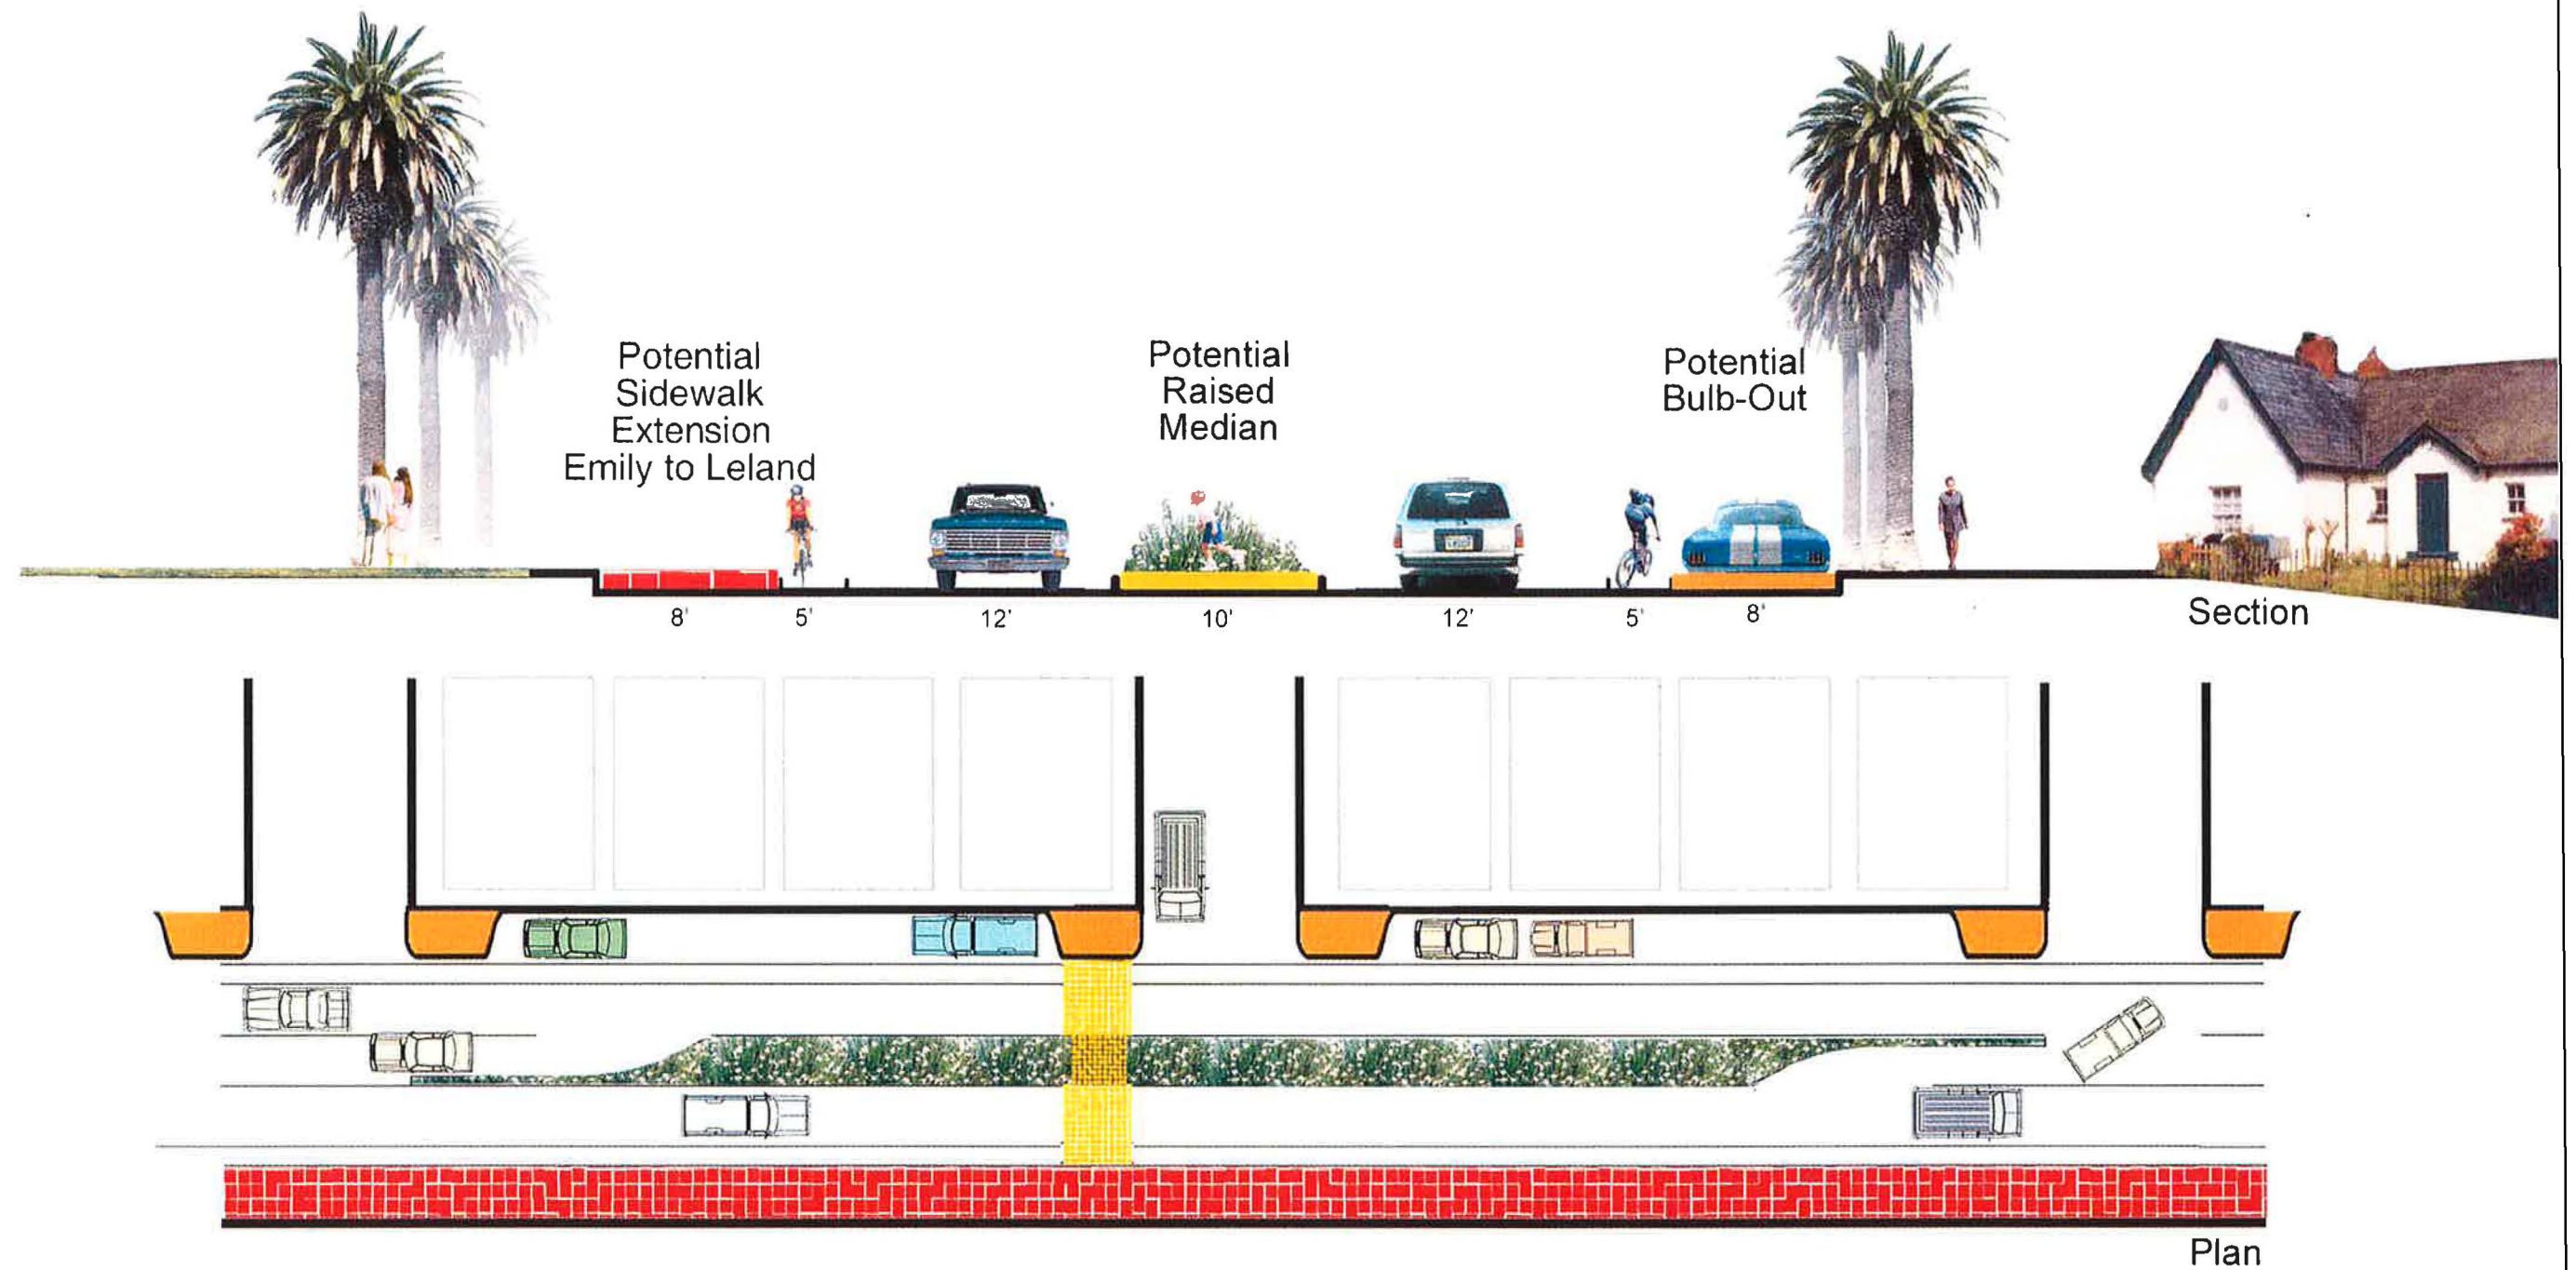 Potential
Sidewalk
Extension
Emily to Leland
Potential
Raised
Median
Potential
Bulb-Out
8'
5'
12'
10'
12'
5'
8'
Section
Plan